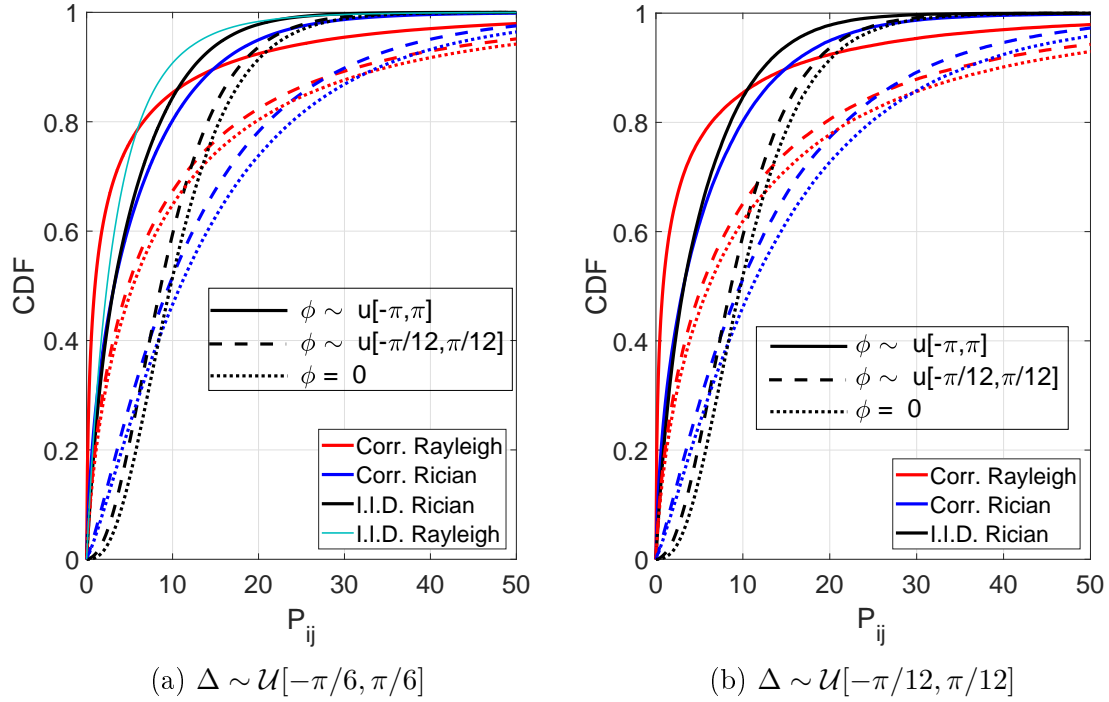 1
0.8
0.6
0.4
0.2
0
CDF
ϕ ∼ u[-π,π]
ϕ ∼ u[-π/12,π/12]
ϕ = 0
Corr. Rayleigh
Corr. Rician
I.I.D. Rician
I.I.D. Rayleigh
0 10 20 30 40 50
P_ij
(a) Δ ∼ 𝒰[−π/6, π/6]
1
0.8
0.6
0.4
0.2
0
CDF
ϕ ∼ u[-π,π]
ϕ ∼ u[-π/12,π/12]
ϕ = 0
Corr. Rayleigh
Corr. Rician
I.I.D. Rician
0 10 20 30 40 50
P_ij
(b) Δ ∼ 𝒰[−π/12, π/12]